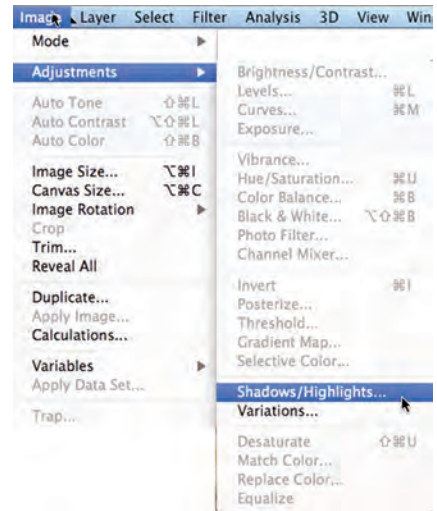 Image Layer Select Filter Analysis 3D View Win
Mode
Adjustments
Auto Tone ⇧⌘L
Auto Contrast ⌥⇧⌘L
Auto Color ⇧⌘B
Image Size... ⌥⌘I
Canvas Size... ⌥⌘C
Image Rotation
Crop
Trim...
Reveal All
Duplicate...
Apply Image...
Calculations...
Variables
Apply Data Set...
Trap...
Brightness/Contrast...
Levels... ⌘L
Curves... ⌘M
Exposure...
Vibrance...
Hue/Saturation... ⌘U
Color Balance... ⌘B
Black & White... ⌥⇧⌘B
Photo Filter...
Channel Mixer...
Invert ⌘I
Posterize...
Threshold...
Gradient Map...
Selective Color...
Shadows/Highlights...
Variations...
Desaturate ⇧⌘U
Match Color...
Replace Color...
Equalize